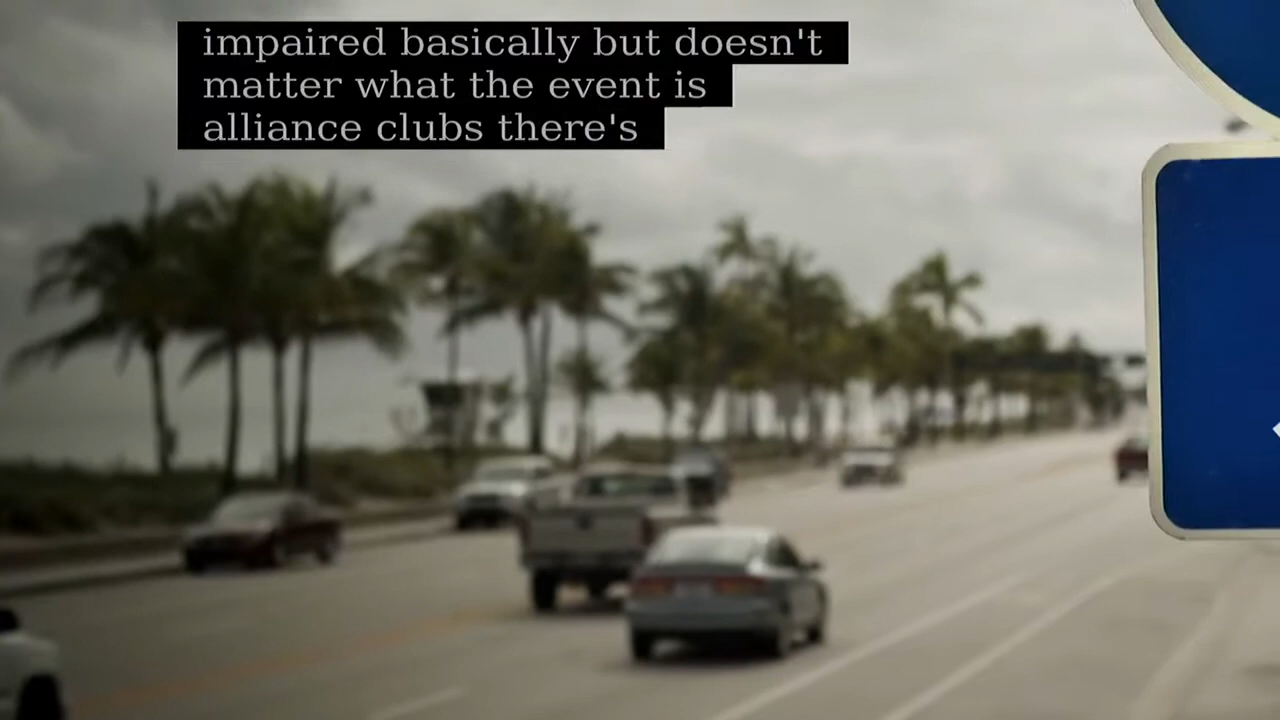 impaired basically but doesn't
matter what the event is
alliance clubs there's